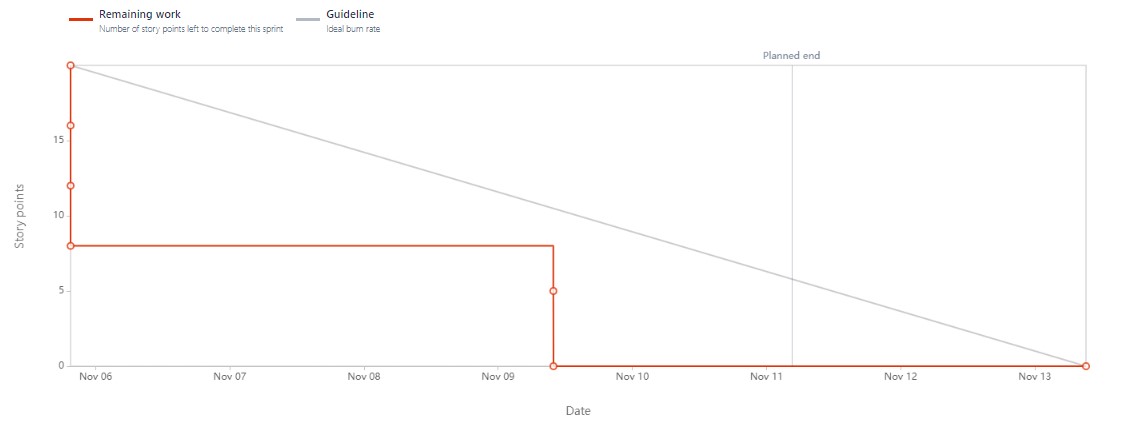 Remaining work
Number of story points left to complete this sprint
Guideline
Ideal burn rate
Planned end
15
10
5
0
Story points
Nov 06
Nov 07
Nov 08
Nov 09
Nov 10
Nov 11
Nov 12
Nov 13
Date